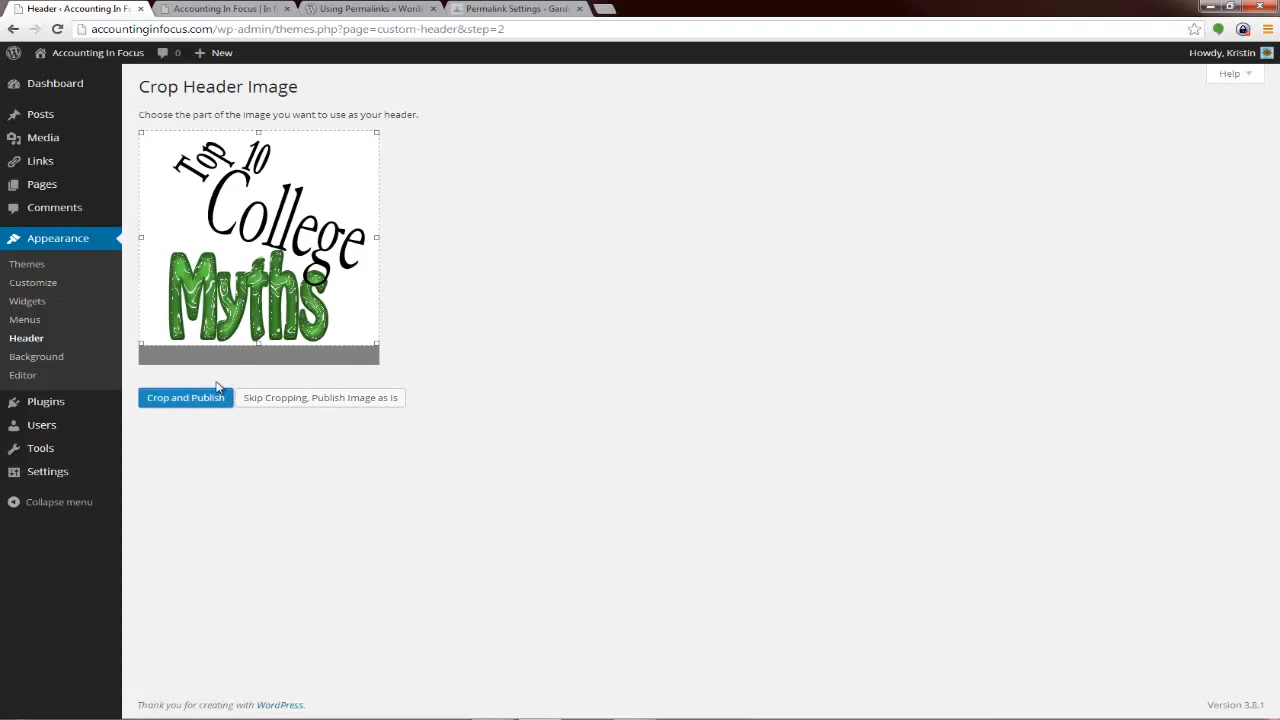 Header ‹ Accounting In F
Accounting In Focus | In F
Using Permalinks « WordP
Permalink Settings ‹ Gardi
accountinginfocus.com/wp-admin/themes.php?page=custom-header&step=2
Accounting In Focus
0
New
Howdy, Kristin
Help
Dashboard
Posts
Media
Links
Pages
Comments
Appearance
Themes
Customize
Widgets
Menus
Header
Background
Editor
Plugins
Users
Tools
Settings
Collapse menu
Crop Header Image
Choose the part of the image you want to use as your header.
Top 10
College
Myths
Crop and Publish
Skip Cropping, Publish Image as Is
Thank you for creating with WordPress.
Version 3.8.1